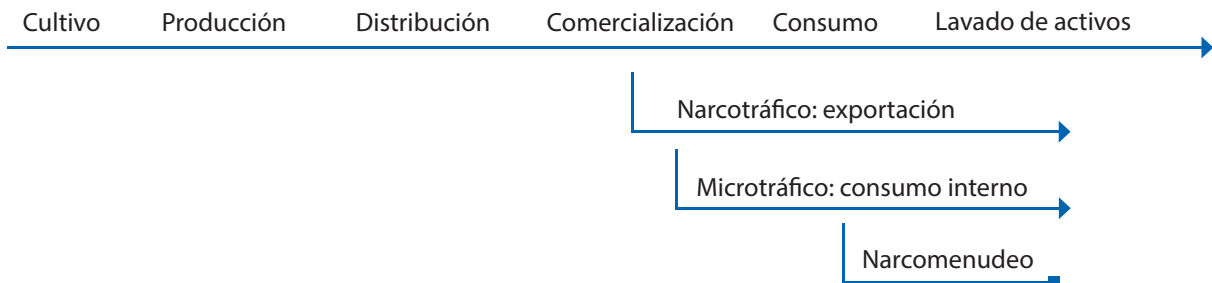 Cultivo Producción Distribución Comercialización Consumo Lavado de activos
Narcotráfico: exportación
Microtráfico: consumo interno
Narcomenudeo